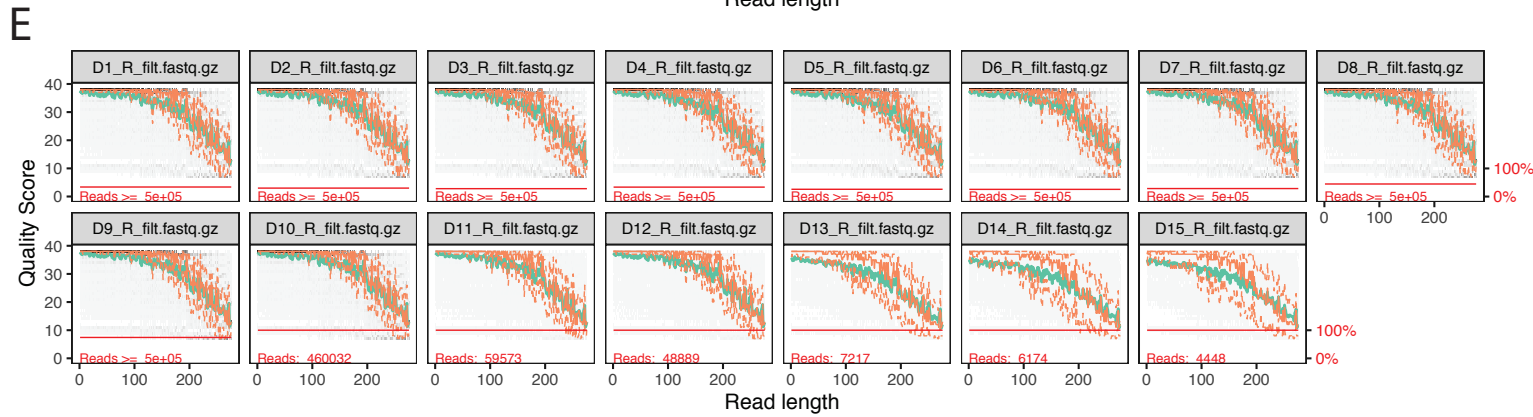 Read length
E
D1_R_filt.fastq.gz D2_R_filt.fastq.gz D3_R_filt.fastq.gz D4_R_filt.fastq.gz D5_R_filt.fastq.gz D6_R_filt.fastq.gz D7_R_filt.fastq.gz D8_R_filt.fastq.gz
40
30
20
10 100%
Reads >= 5e+05 Reads >= 5e+05 Reads >= 5e+05 Reads >= 5e+05 Reads >= 5e+05 Reads >= 5e+05 Reads >= 5e+05 Reads >= 5e+05
0 0%
0 100 200
Quality Score
D9_R_filt.fastq.gz D10_R_filt.fastq.gz D11_R_filt.fastq.gz D12_R_filt.fastq.gz D13_R_filt.fastq.gz D14_R_filt.fastq.gz D15_R_filt.fastq.gz
40
30
20
10 100%
Reads >= 5e+05 Reads: 460032 Reads: 59573 Reads: 48889 Reads: 7217 Reads: 6174 Reads: 4448
0 0%
0 100 200 0 100 200 0 100 200 0 100 200 0 100 200 0 100 200 0 100 200
Read length